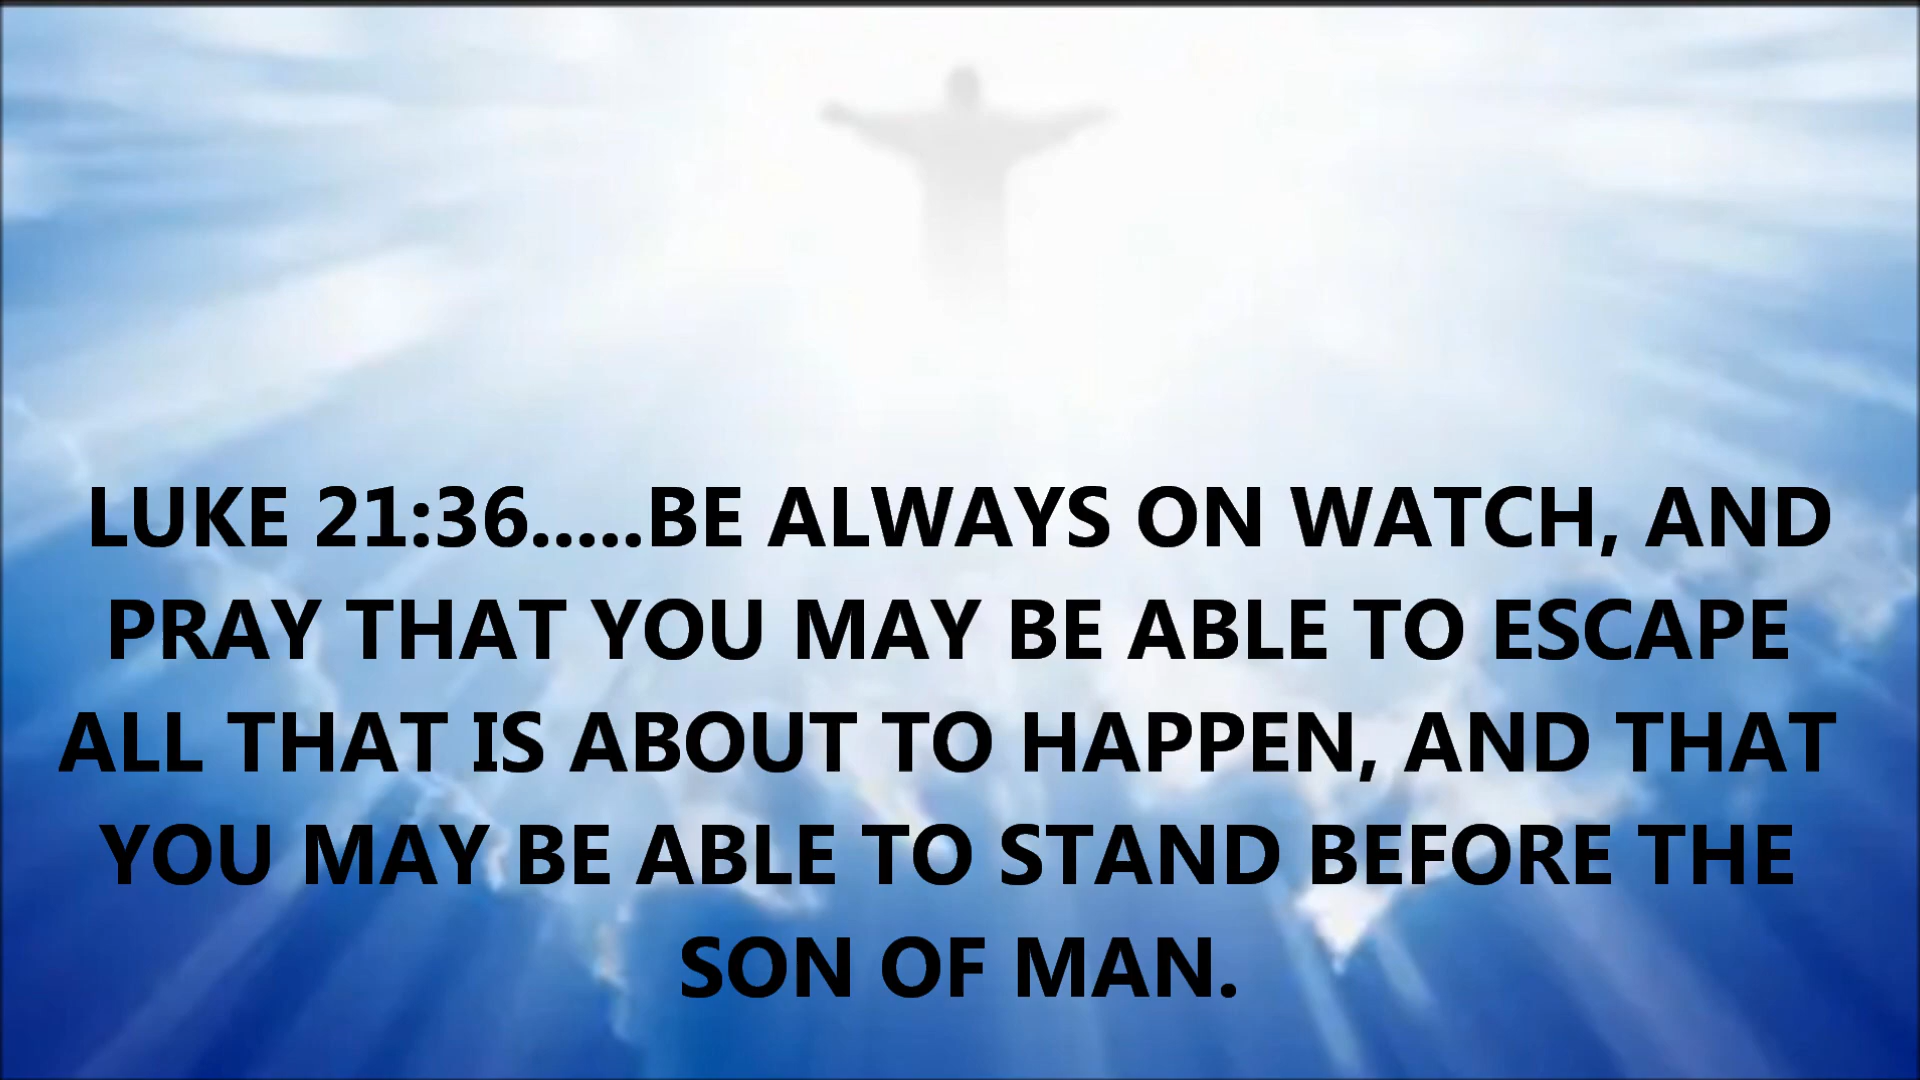 LUKE 21:36.....BE ALWAYS ON WATCH, AND
PRAY THAT YOU MAY BE ABLE TO ESCAPE
ALL THAT IS ABOUT TO HAPPEN, AND THAT
YOU MAY BE ABLE TO STAND BEFORE THE
SON OF MAN.